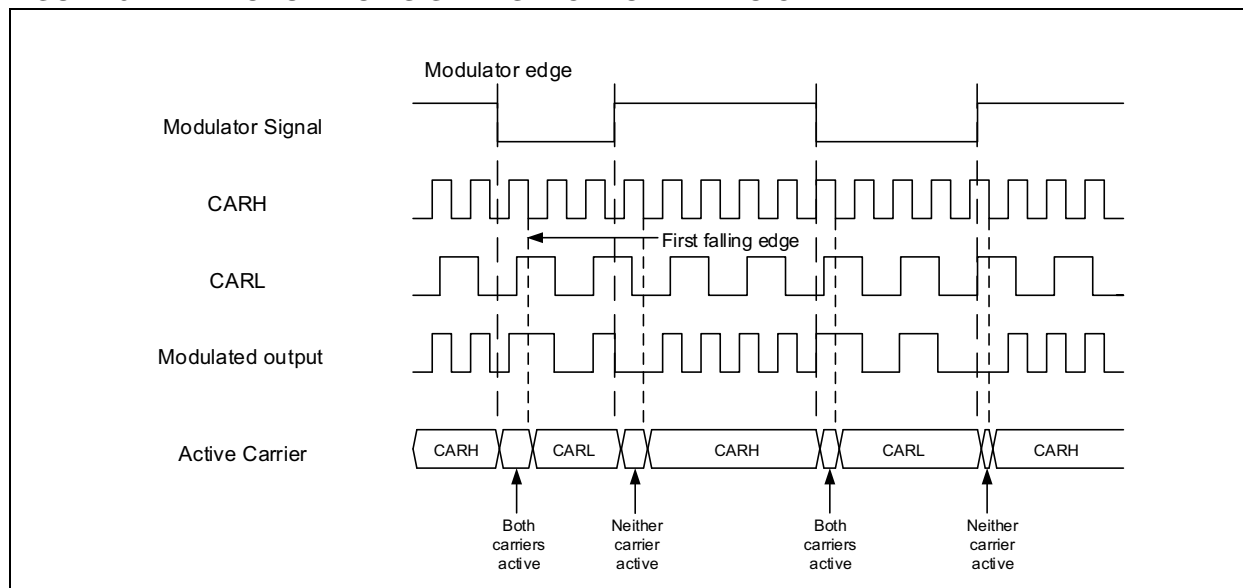 Modulator edge
Modulator Signal
CARH
First falling edge
CARL
Modulated output
Active Carrier
CARH
CARL
CARH
CARL
CARH
Both
carriers
active
Neither
carrier
active
Both
carriers
active
Neither
carrier
active